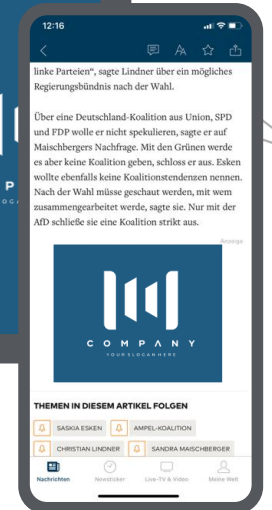 12:16
linke Parteien“, sagte Lindner über ein mögliches
Regierungsbündnis nach der Wahl.
Über eine Deutschland-Koalition aus Union, SPD
und FDP wolle er nicht spekulieren, sagte er auf
Maischbergers Nachfrage. Mit den Grünen werde
es aber keine Koalition geben, schloss er aus. Esken
wollte ebenfalls keine Koalitionstendenzen nennen.
Nach der Wahl müsse geschaut werden, mit wem
zusammengearbeitet werde, sagte sie. Nur mit der
AfD schließe sie eine Koalition strikt aus.
Anzeige
COMPANY
YOUR SLOGAN HERE
THEMEN IN DIESEM ARTIKEL FOLGEN
SASKIA ESKEN AMPEL-KOALITION
CHRISTIAN LINDNER SANDRA MAISCHBERGER
Nachrichten Newsticker Live-TV & Video Meine Welt